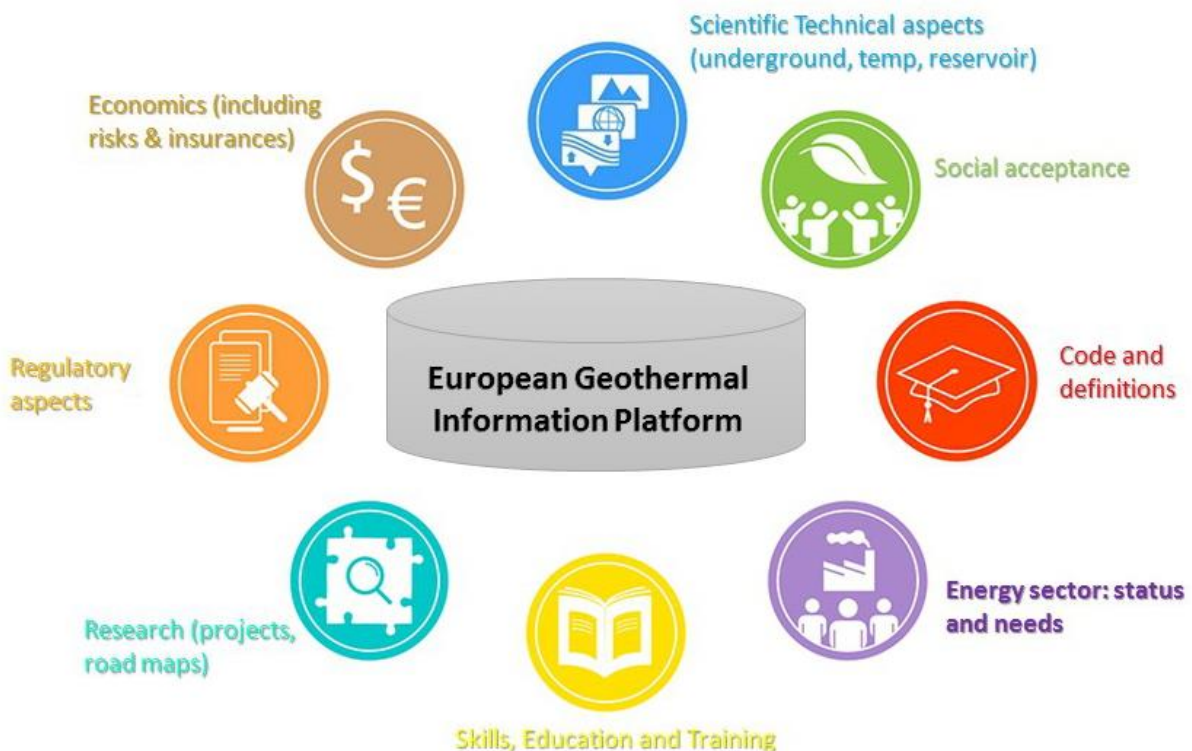 Scientific Technical aspects
(underground, temp, reservoir)
Economics (including
risks & insurances)
$ €
Social acceptance
European Geothermal
Information Platform
Regulatory
aspects
Code and
definitions
Energy sector: status
and needs
Research (projects,
road maps)
Skills, Education and Training